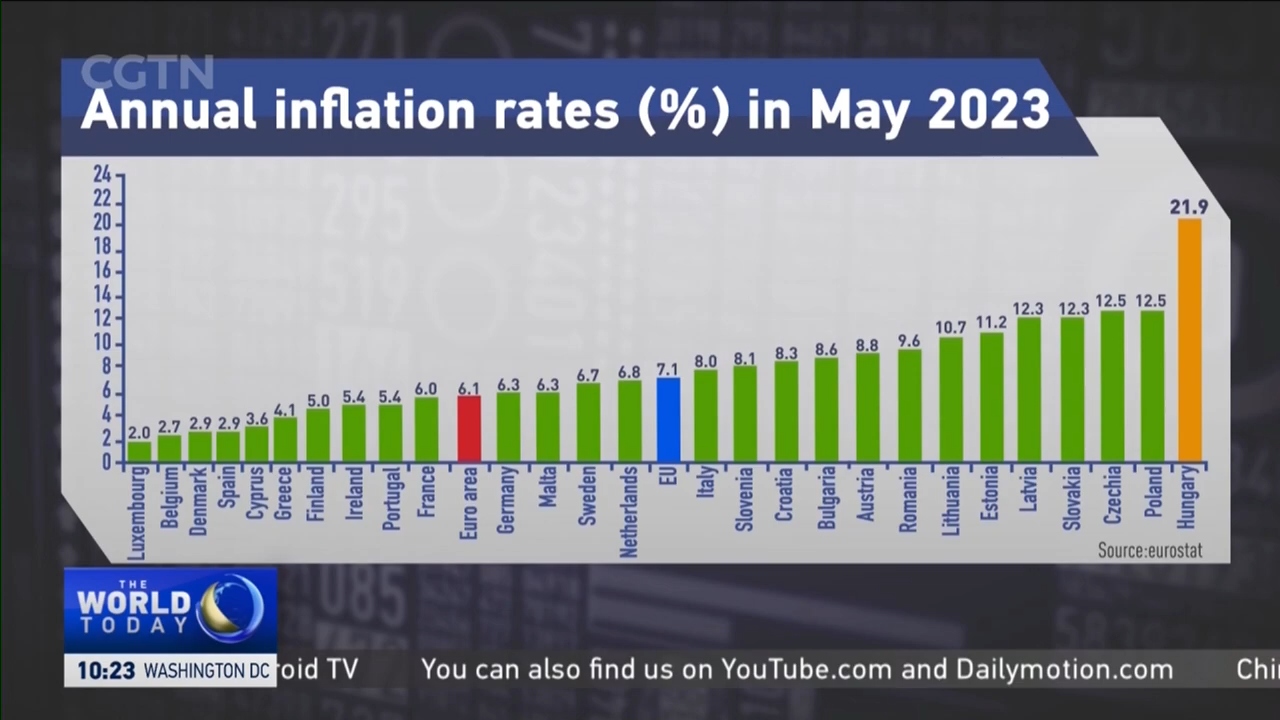 CGTN
Annual inflation rates (%) in May 2023
24
22
20
18
16
14
12
10
8
6
4
2
0
2.0
2.7
2.9
2.9
3.6
4.1
5.0
5.4
5.4
6.0
6.1
6.3
6.3
6.7
6.8
7.1
8.0
8.1
8.3
8.6
8.8
9.6
10.7
11.2
12.3
12.3
12.5
12.5
21.9
Luxembourg
Belgium
Denmark
Spain
Cyprus
Greece
Finland
Ireland
Portugal
France
Euro area
Germany
Malta
Sweden
Netherlands
EU
Italy
Slovenia
Croatia
Bulgaria
Austria
Romania
Lithuania
Estonia
Latvia
Slovakia
Czechia
Poland
Hungary
Source:eurostat
THE
WORLD
TODAY
10:23 WASHINGTON DC
oid TV You can also find us on YouTube.com and Dailymotion.com Chi